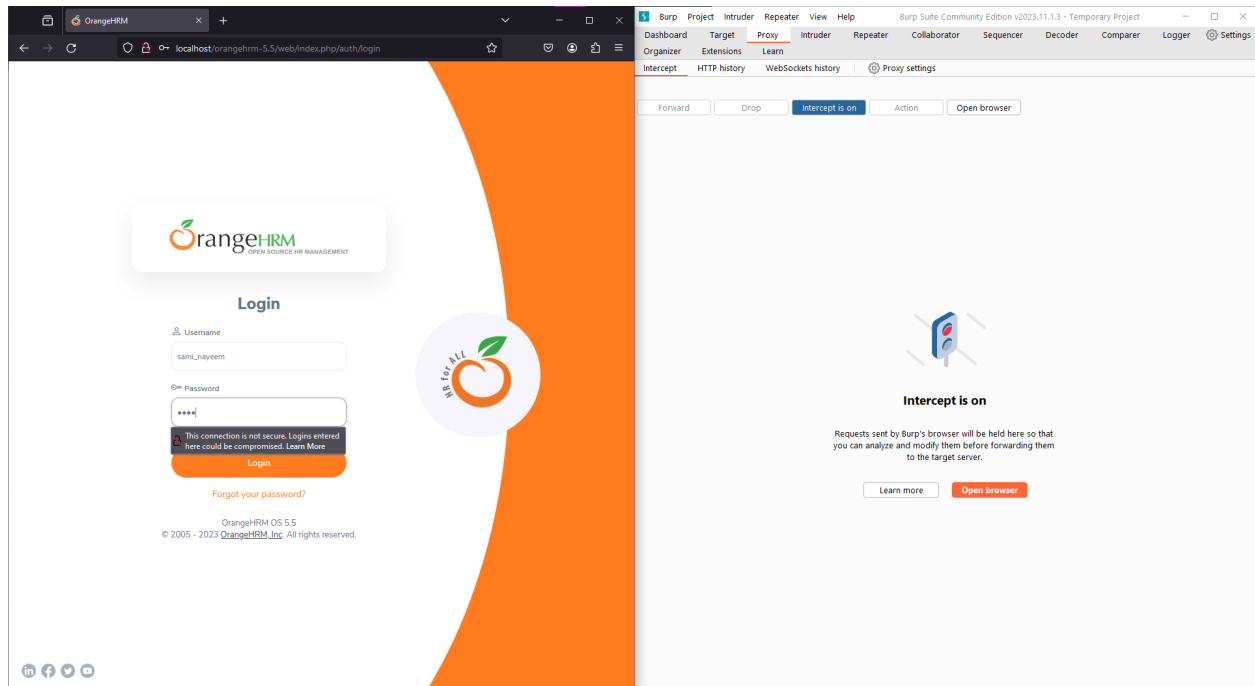 OrangeHRM
localhost/orangehrm-5.5/web/index.php/auth/login
OrangeHRM
OPEN SOURCE HR MANAGEMENT
Login
Username
sami_nayeem
Password
••••
This connection is not secure. Logins entered
here could be compromised. Learn More
Login
Forgot your password?
OrangeHRM OS 5.5
© 2005 - 2023 OrangeHRM, Inc. All rights reserved.
HR for ALL
Burp Project Intruder Repeater View Help Burp Suite Community Edition v2023.11.1.3 - Temporary Project
Dashboard Target Proxy Intruder Repeater Collaborator Sequencer Decoder Comparer Logger Settings
Organizer Extensions Learn
Intercept HTTP history WebSockets history Proxy settings
Forward Drop Intercept is on Action Open browser
Intercept is on
Requests sent by Burp's browser will be held here so that
you can analyze and modify them before forwarding them
to the target server.
Learn more Open browser